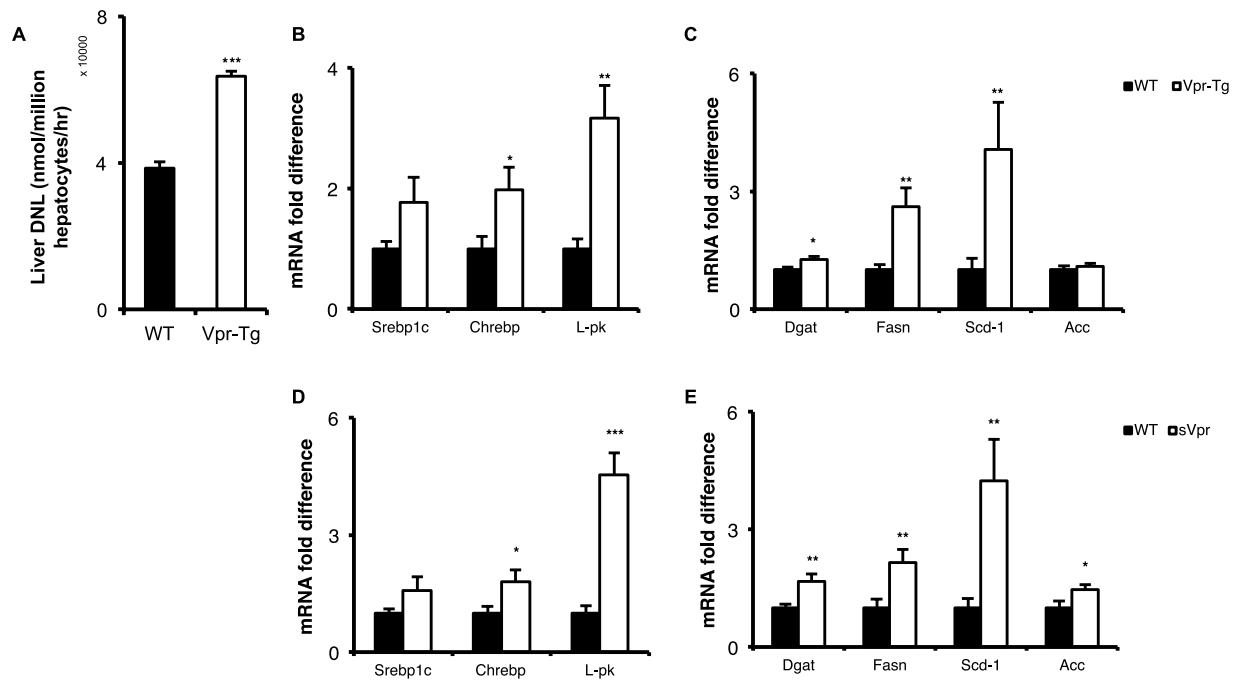 A
8
4
0
x 10000
Liver DNL (nmol/million
hepatocytes/hr)
***
WT Vpr-Tg
B
4
2
0
mRNA fold difference
*
**
Srebp1c Chrebp L-pk
C
6
3
0
mRNA fold difference
*
**
**
Dgat Fasn Scd-1 Acc
WT Vpr-Tg
D
6
3
0
mRNA fold difference
*
***
Srebp1c Chrebp L-pk
E
6
3
0
mRNA fold difference
**
**
**
*
Dgat Fasn Scd-1 Acc
WT sVpr